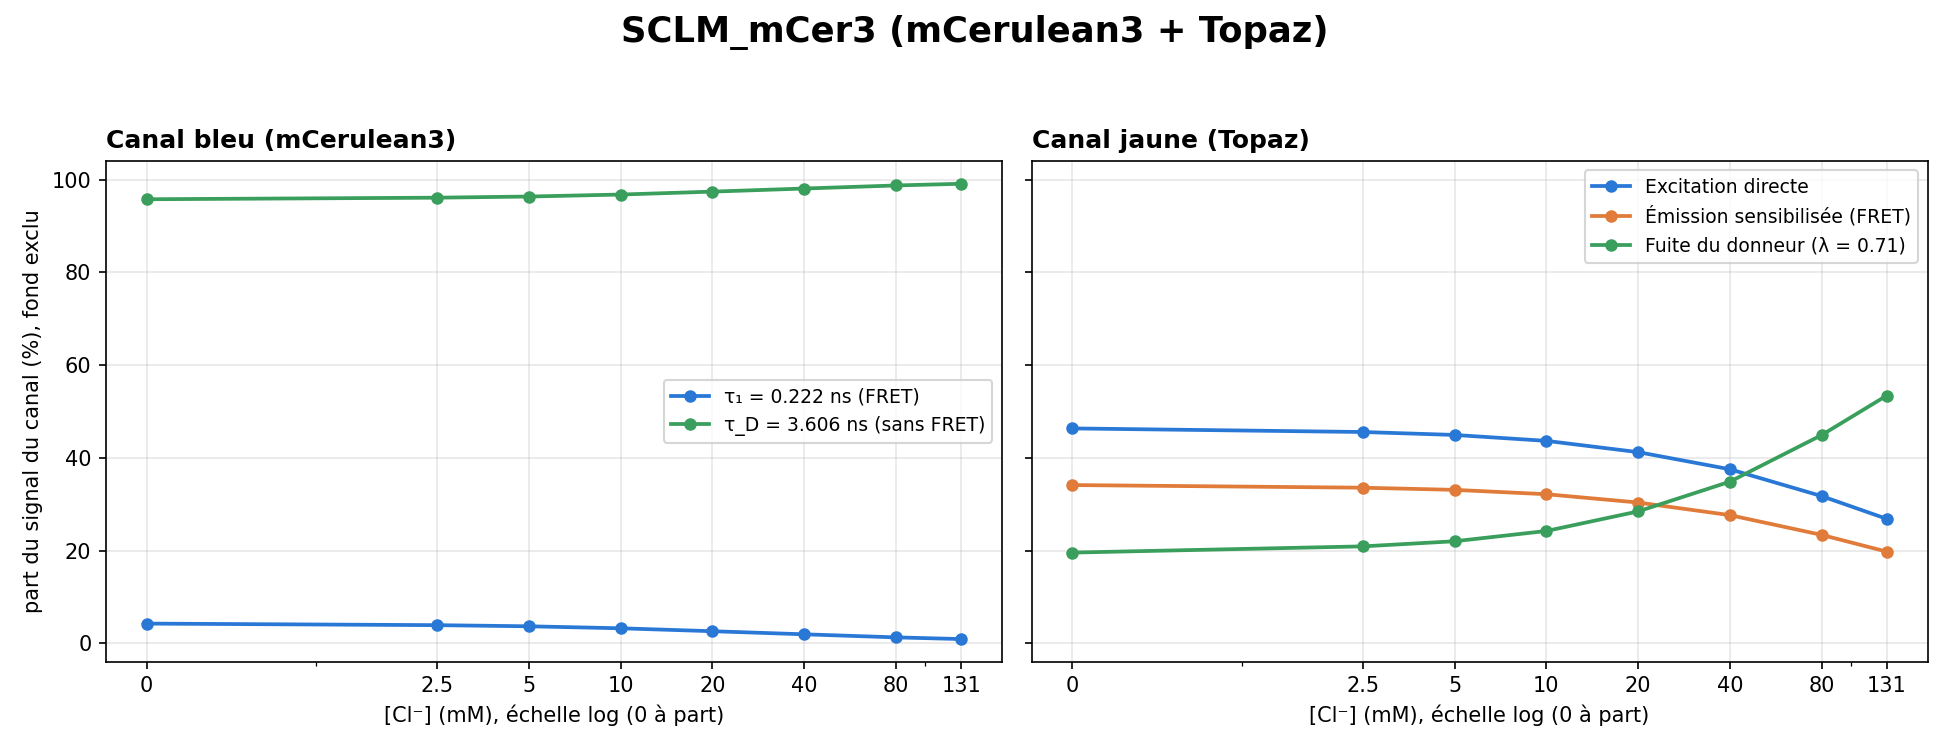 SCLM_mCer3 (mCerulean3 + Topaz)
Canal bleu (mCerulean3)
part du signal du canal (%), fond exclu
100
80
60
40
20
0
τ₁ = 0.222 ns (FRET)
τ_D = 3.606 ns (sans FRET)
0 2.5 5 10 20 40 80 131
[Cl⁻] (mM), échelle log (0 à part)
Canal jaune (Topaz)
Excitation directe
Émission sensibilisée (FRET)
Fuite du donneur (λ = 0.71)
0 2.5 5 10 20 40 80 131
[Cl⁻] (mM), échelle log (0 à part)